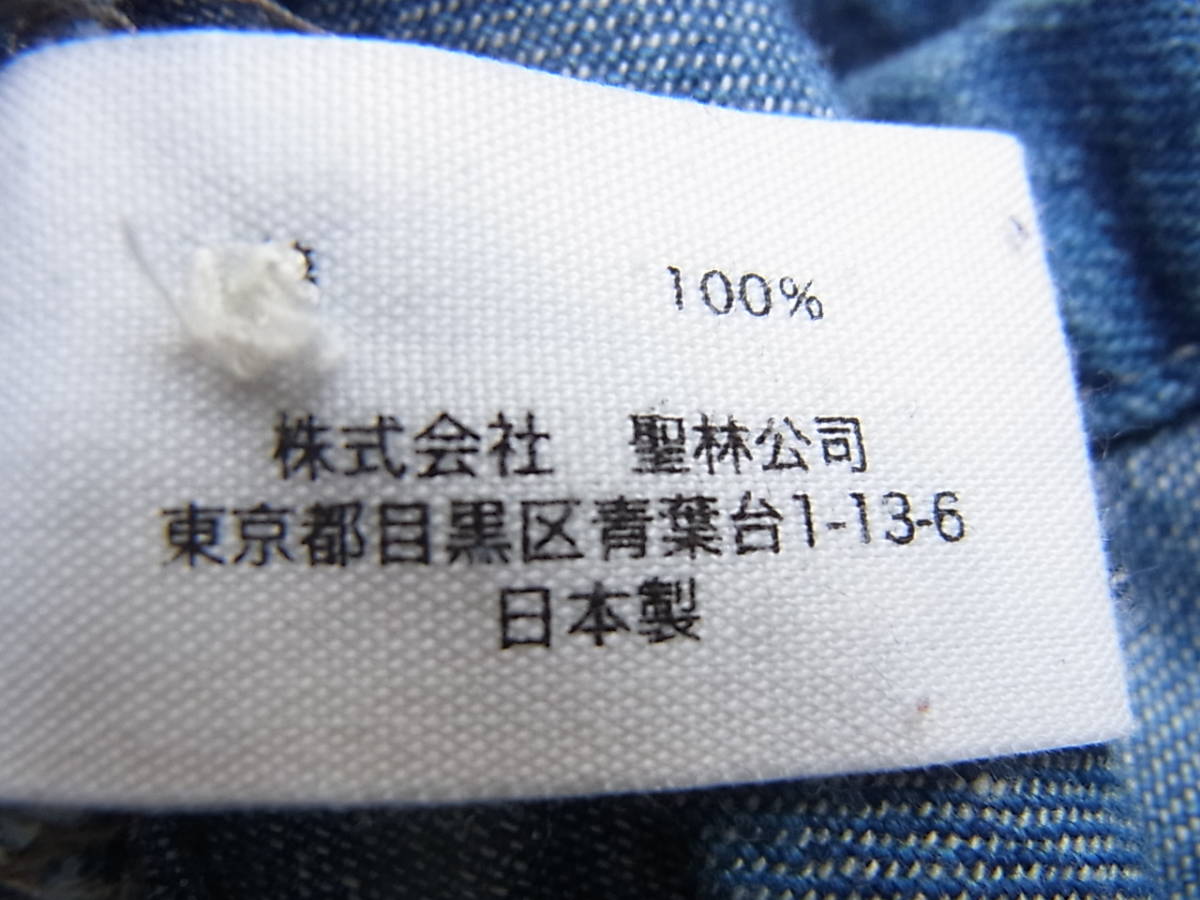 100%
株式会社　聖林公司
東京都目黒区青葉台1-13-6
日本製